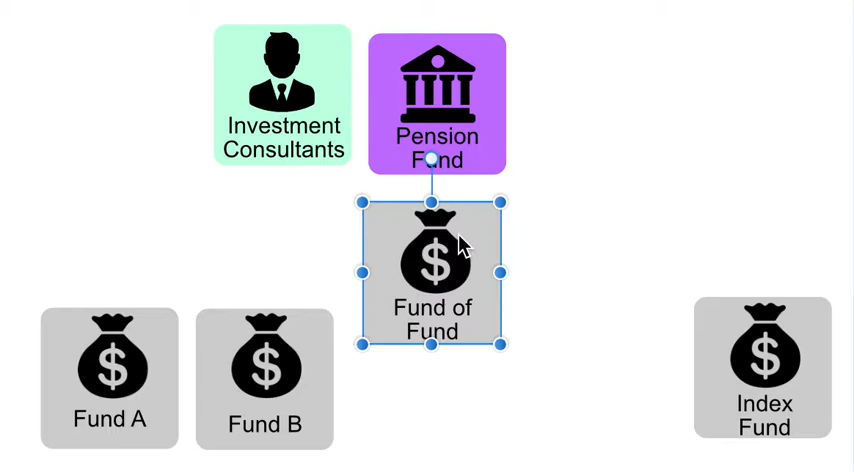 Investment
Consultants
Pension
Fund
$
Fund of
Fund
$
Fund A
$
Fund B
$
Index
Fund